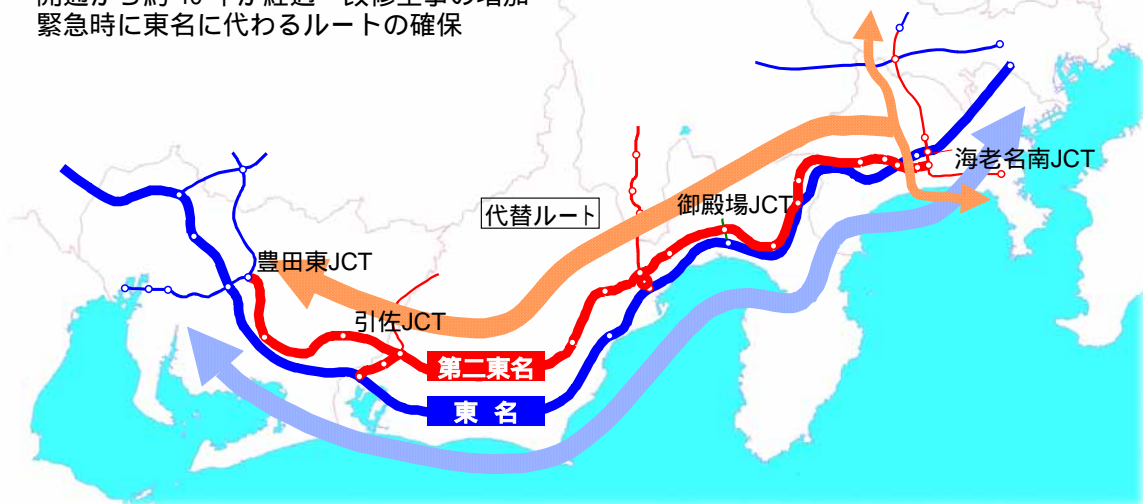 緊急時に東名に代わるルートの確保
海老名南JCT
代替ルート
御殿場JCT
豊田東JCT
引佐JCT
第二東名
東 名